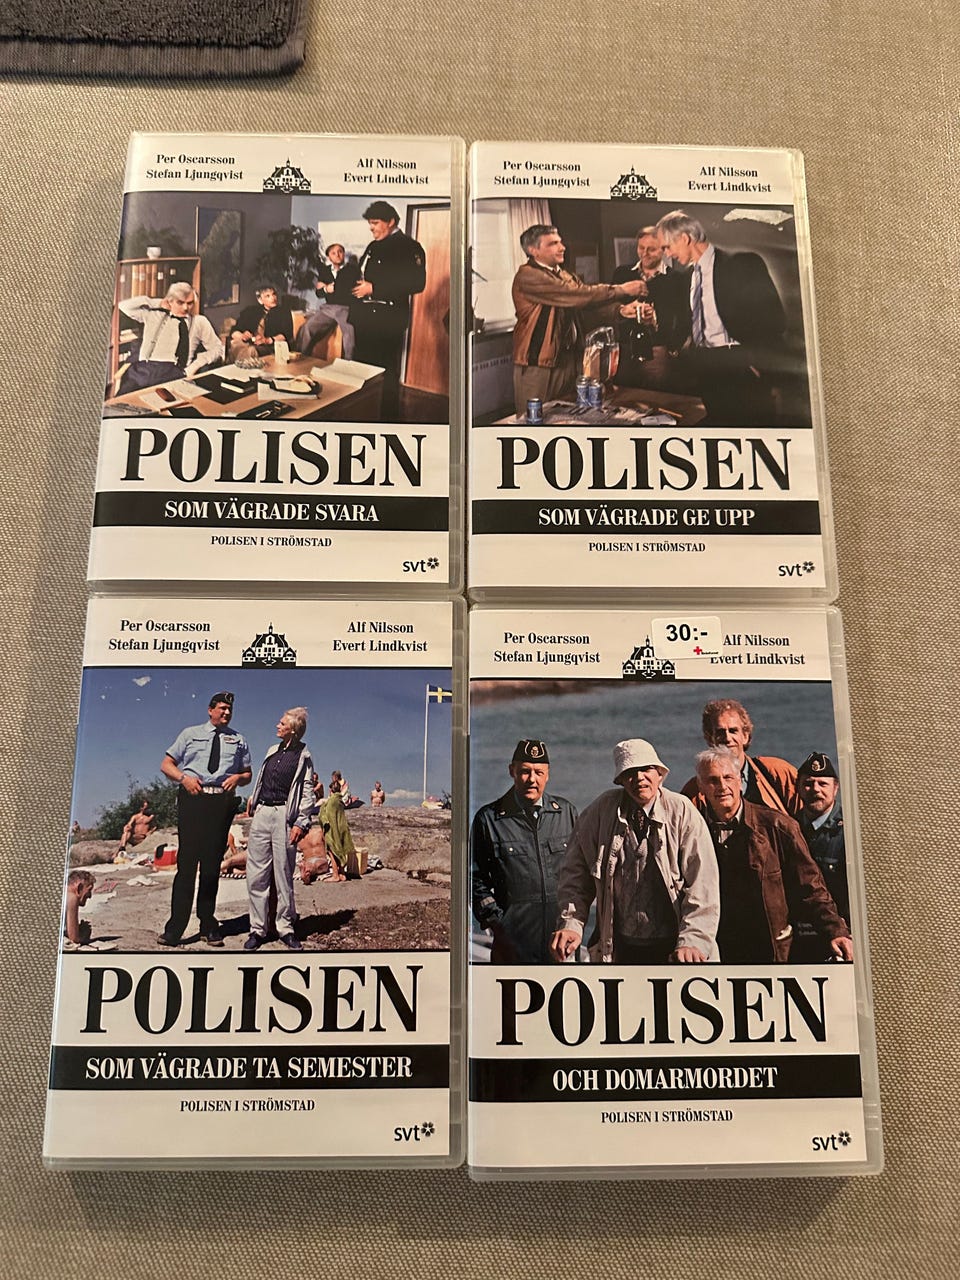 Per Oscarsson
Stefan Ljungqvist
Alf Nilsson
Evert Lindkvist
POLISEN
SOM VÄGRADE SVARA
POLISEN I STRÖMSTAD
svt
Per Oscarsson
Stefan Ljungqvist
Alf Nilsson
Evert Lindkvist
POLISEN
SOM VÄGRADE GE UPP
POLISEN I STRÖMSTAD
svt
Per Oscarsson
Stefan Ljungqvist
Alf Nilsson
Evert Lindkvist
POLISEN
SOM VÄGRADE TA SEMESTER
POLISEN I STRÖMSTAD
svt
Per Oscarsson
Stefan Ljungqvist
30:-
Alf Nilsson
Evert Lindkvist
POLISEN
OCH DOMARMORDET
POLISEN I STRÖMSTAD
svt